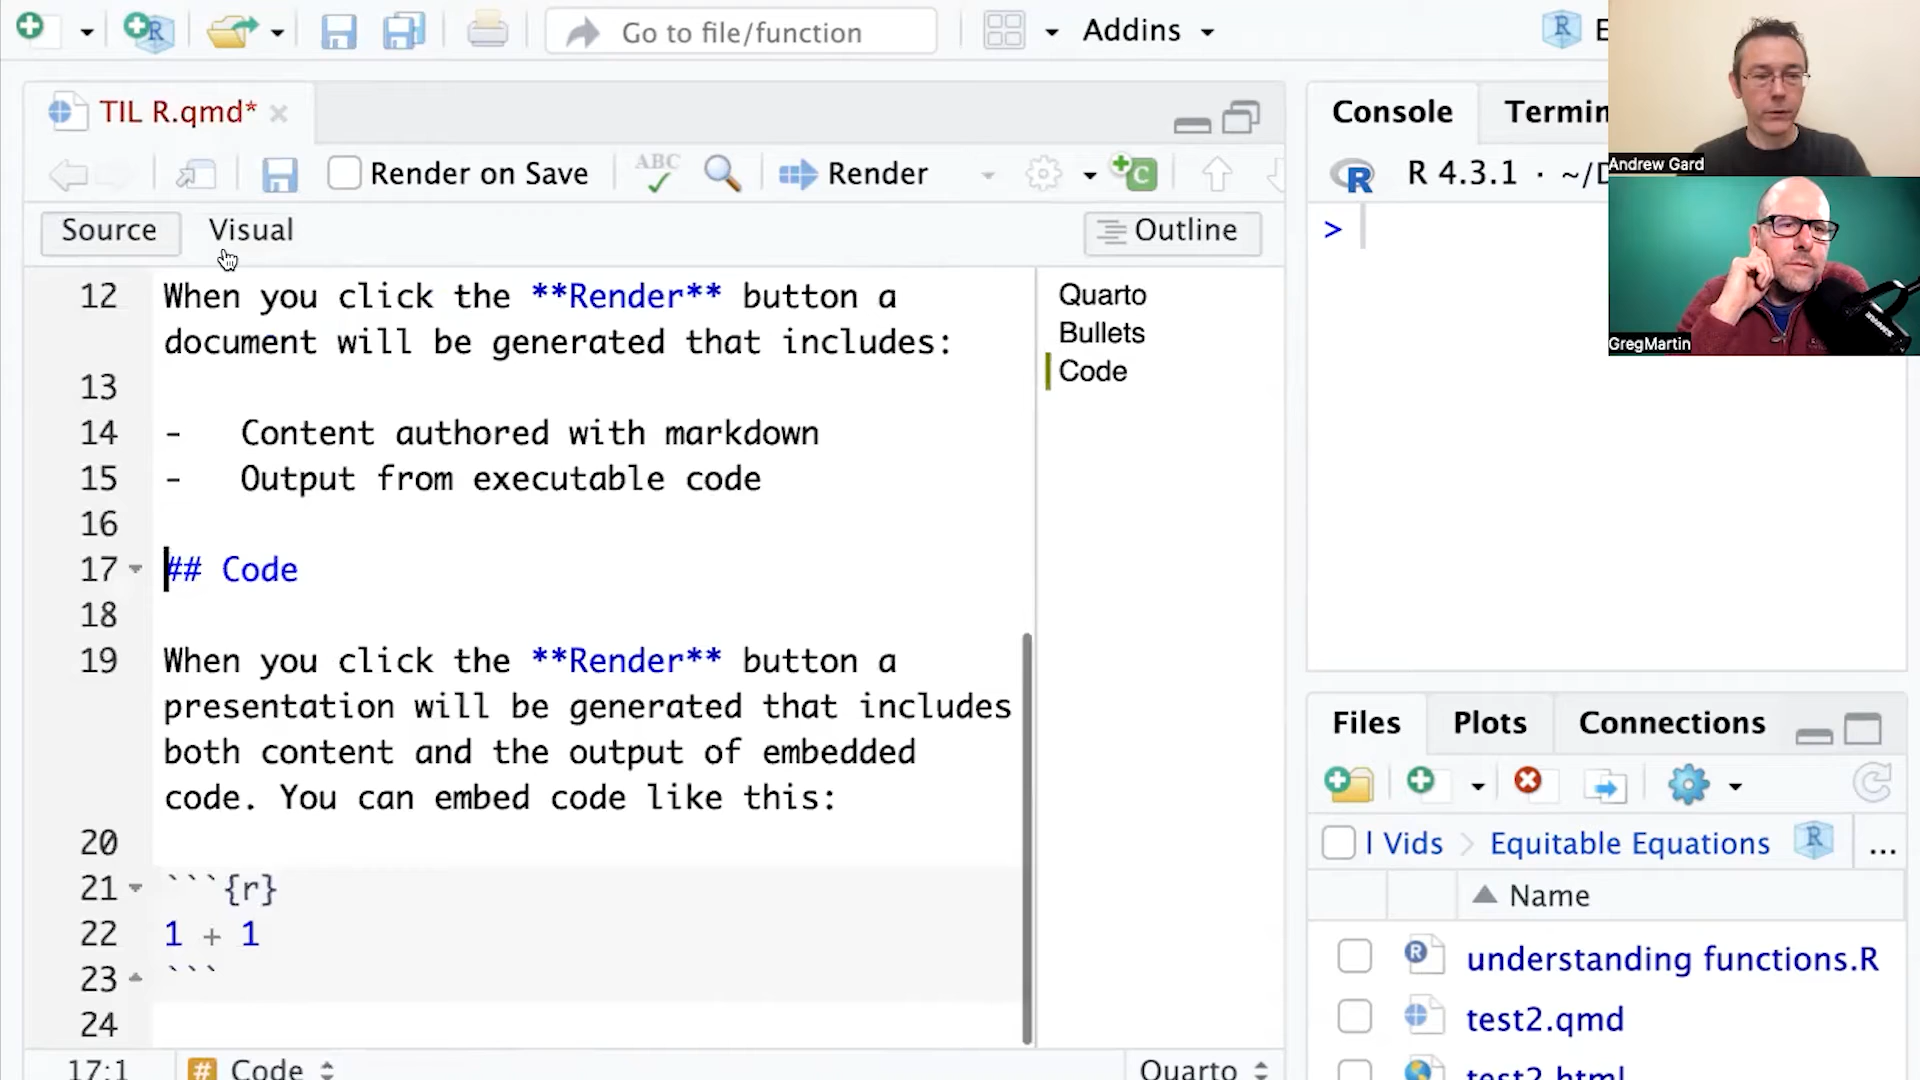 Go to file/function
Addins
TIL R.qmd*
Render on Save
ABC
Render
C
Source
Visual
Outline
12 When you click the **Render** button a
document will be generated that includes:
13
14 - Content authored with markdown
15 - Output from executable code
16
17 ## Code
18
19 When you click the **Render** button a
presentation will be generated that includes
both content and the output of embedded
code. You can embed code like this:
20
21 ```{r}
22 1 + 1
23 ```
24
17:1
# Code
Quarto
Quarto
Bullets
Code
Console
Termin
R 4.3.1 · ~/D
>
Andrew Gard
GregMartin
Files
Plots
Connections
l Vids > Equitable Equations
...
Name
understanding functions.R
test2.qmd
test2.html